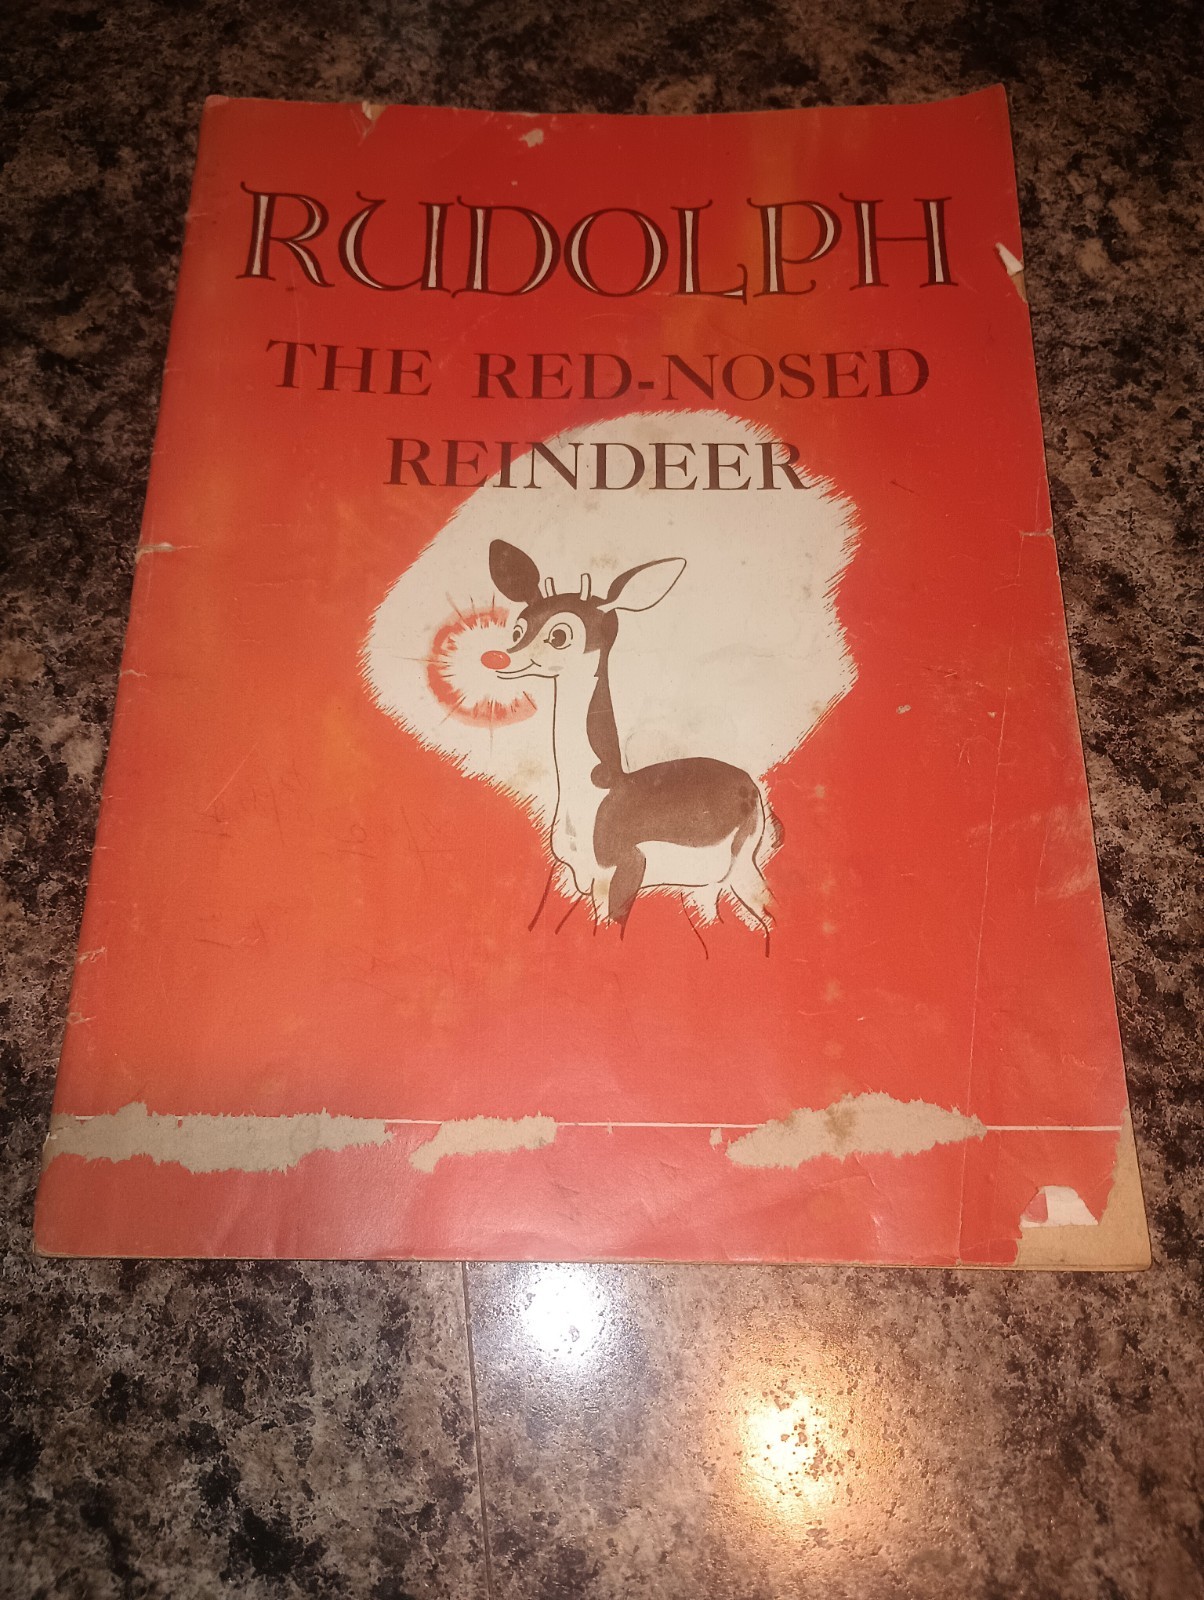 RUDOLPH
THE RED-NOSED
REINDEER